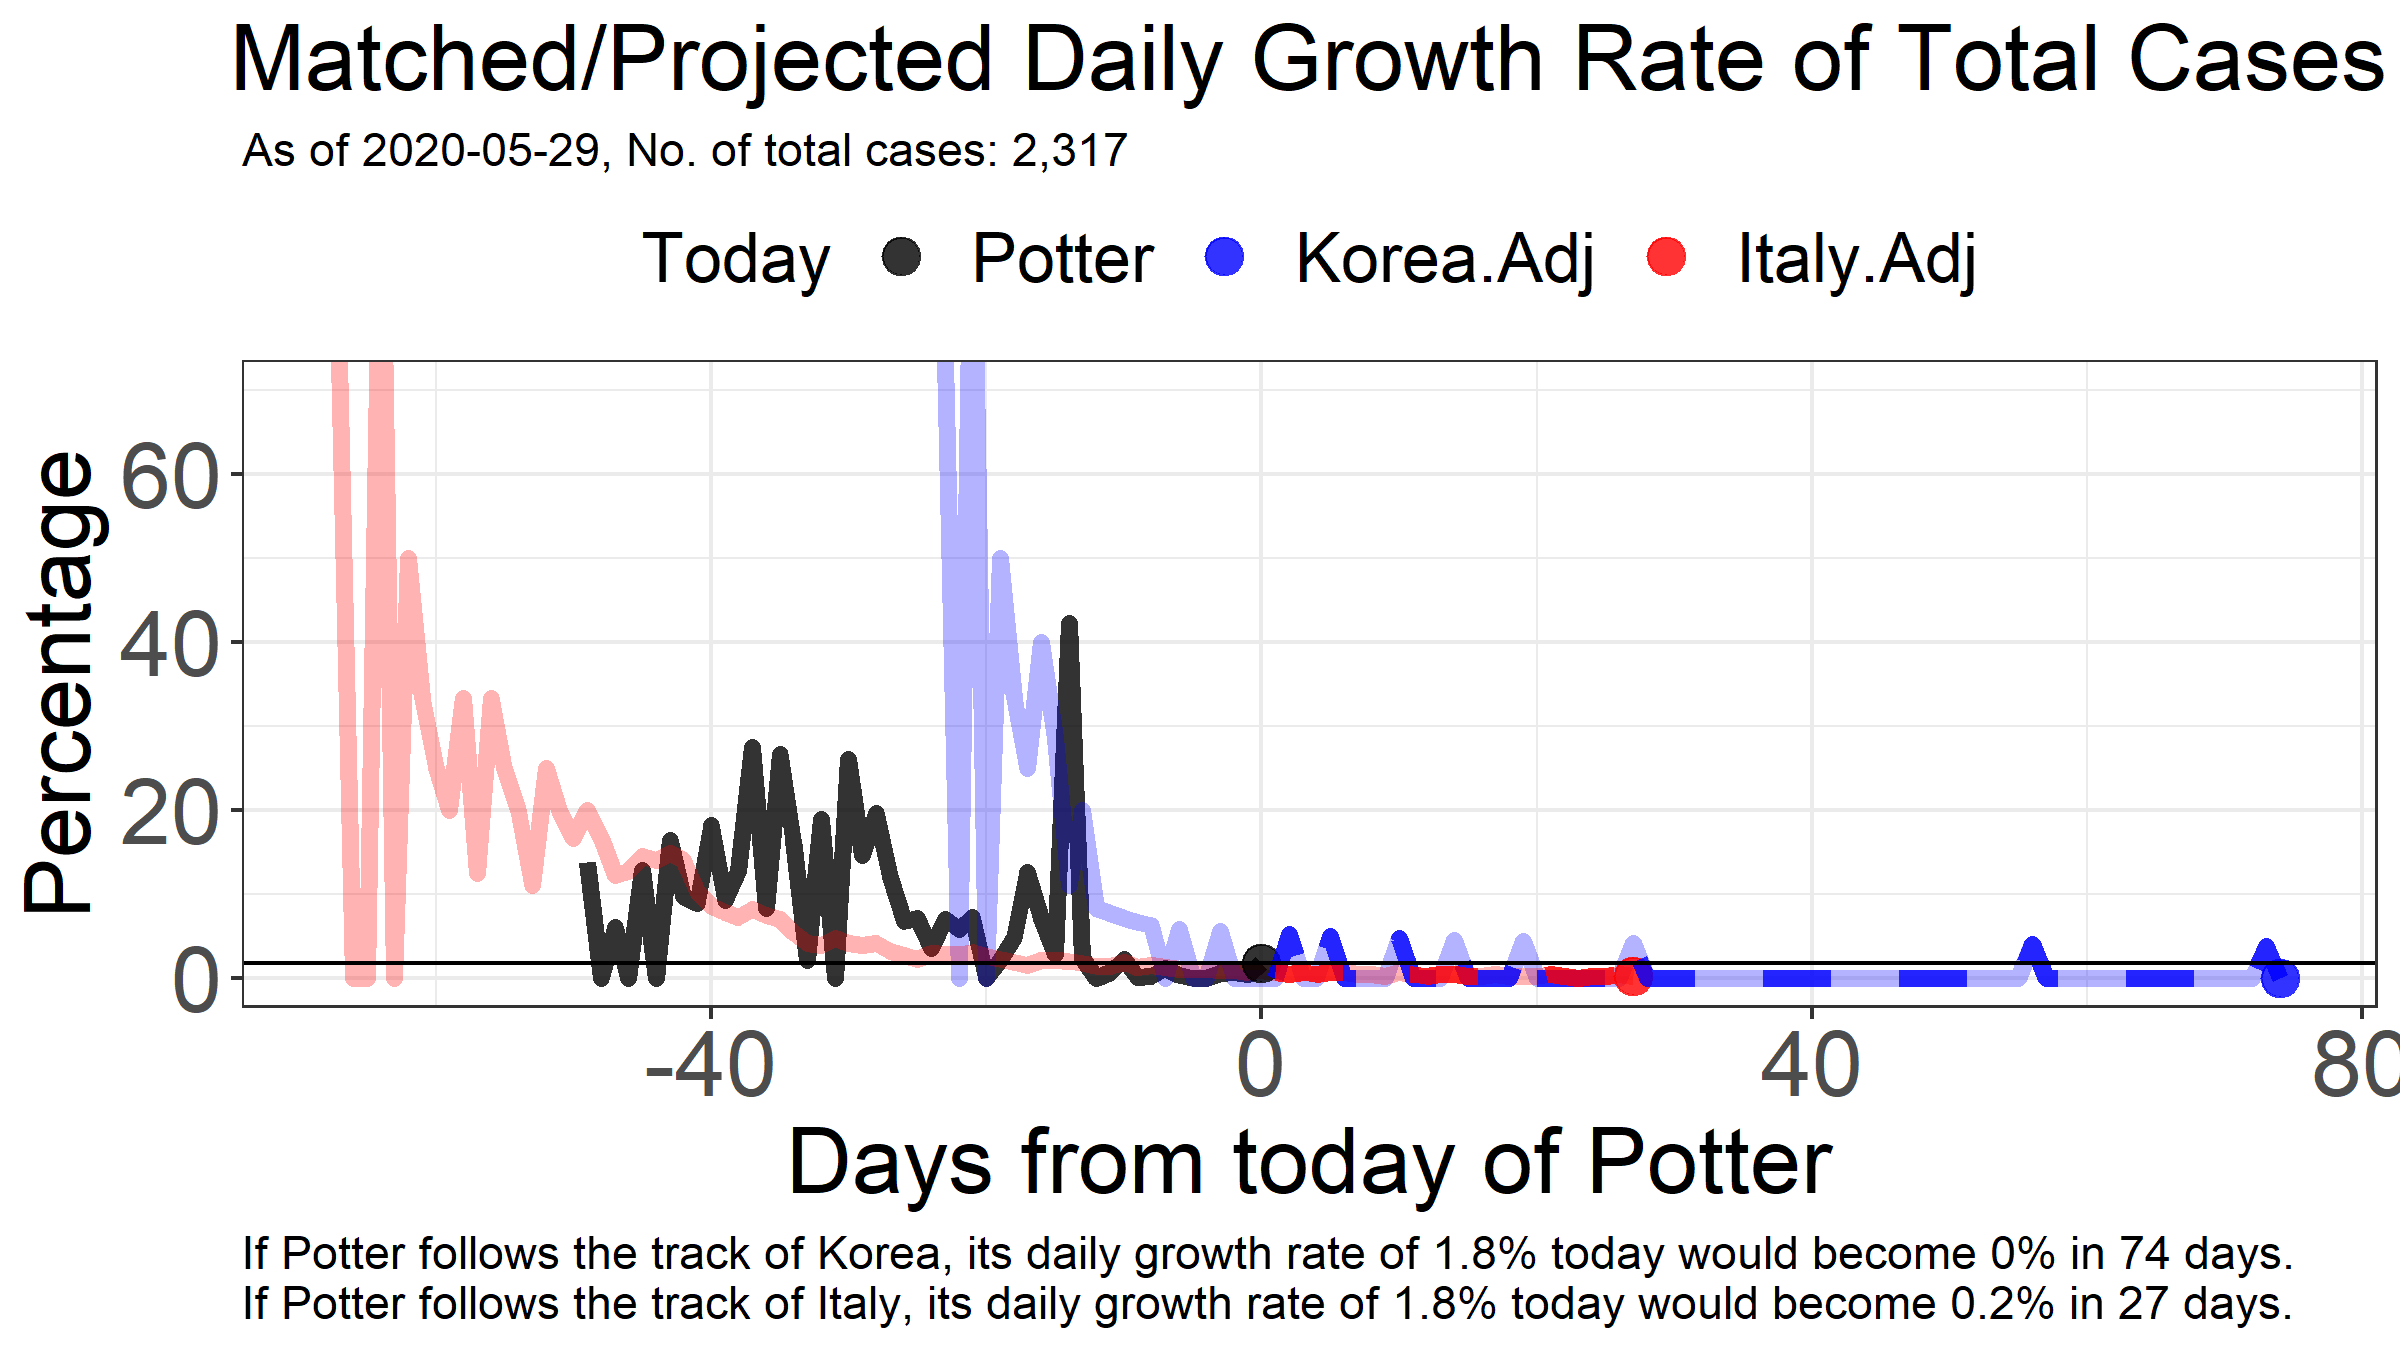 Matched/Projected Daily Growth Rate of Total Cases
As of 2020-05-29, No. of total cases: 2,317
Today Potter Korea.Adj Italy.Adj
Percentage
60
40
20
0
-40 0 40 80
Days from today of Potter
If Potter follows the track of Korea, its daily growth rate of 1.8% today would become 0% in 74 days.
If Potter follows the track of Italy, its daily growth rate of 1.8% today would become 0.2% in 27 days.